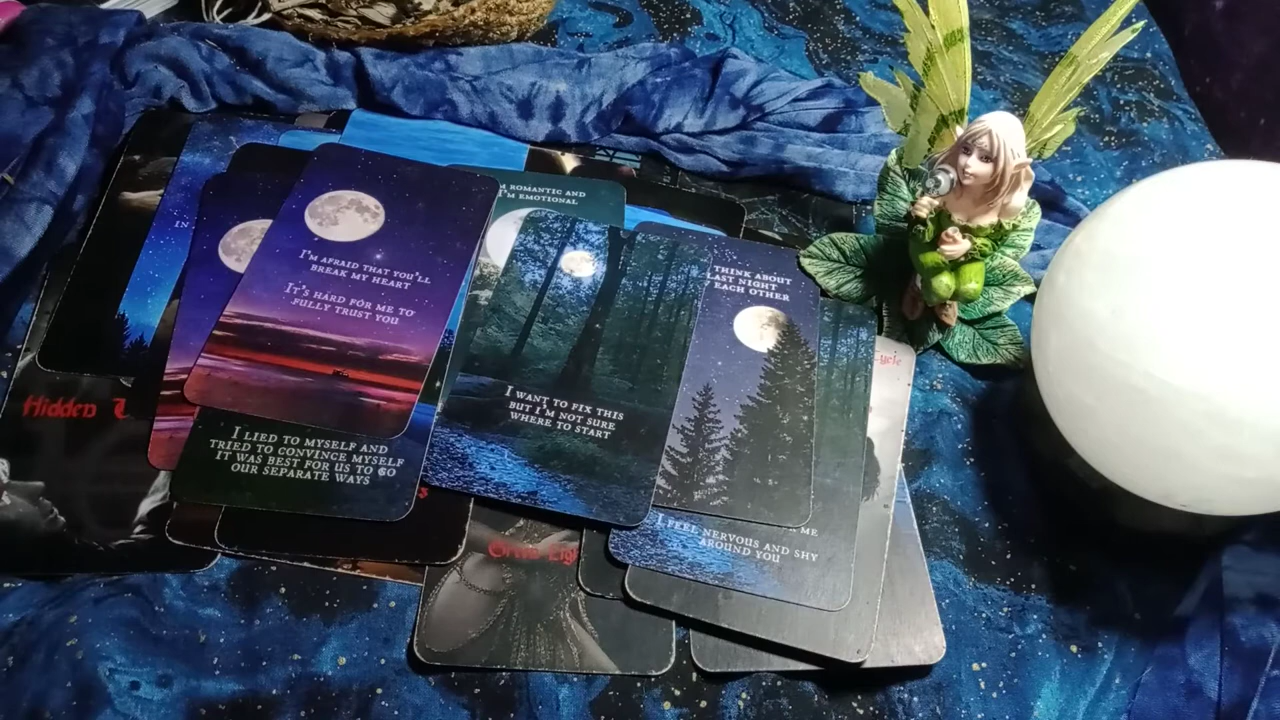 I'M AFRAID THAT YOU'LL
BREAK MY HEART
IT'S HARD FOR ME TO
FULLY TRUST YOU
I LIED TO MYSELF AND
TRIED TO CONVINCE MYSELF
IT WAS BEST FOR US TO GO
OUR SEPARATE WAYS
IN
Hidden
ROMANTIC AND
I'M EMOTIONAL
I WANT TO FIX THIS
BUT I'M NOT SURE
WHERE TO START
THINK ABOUT
LAST NIGHT
EACH OTHER
ME
I FEEL NERVOUS AND SHY
AROUND YOU
Green